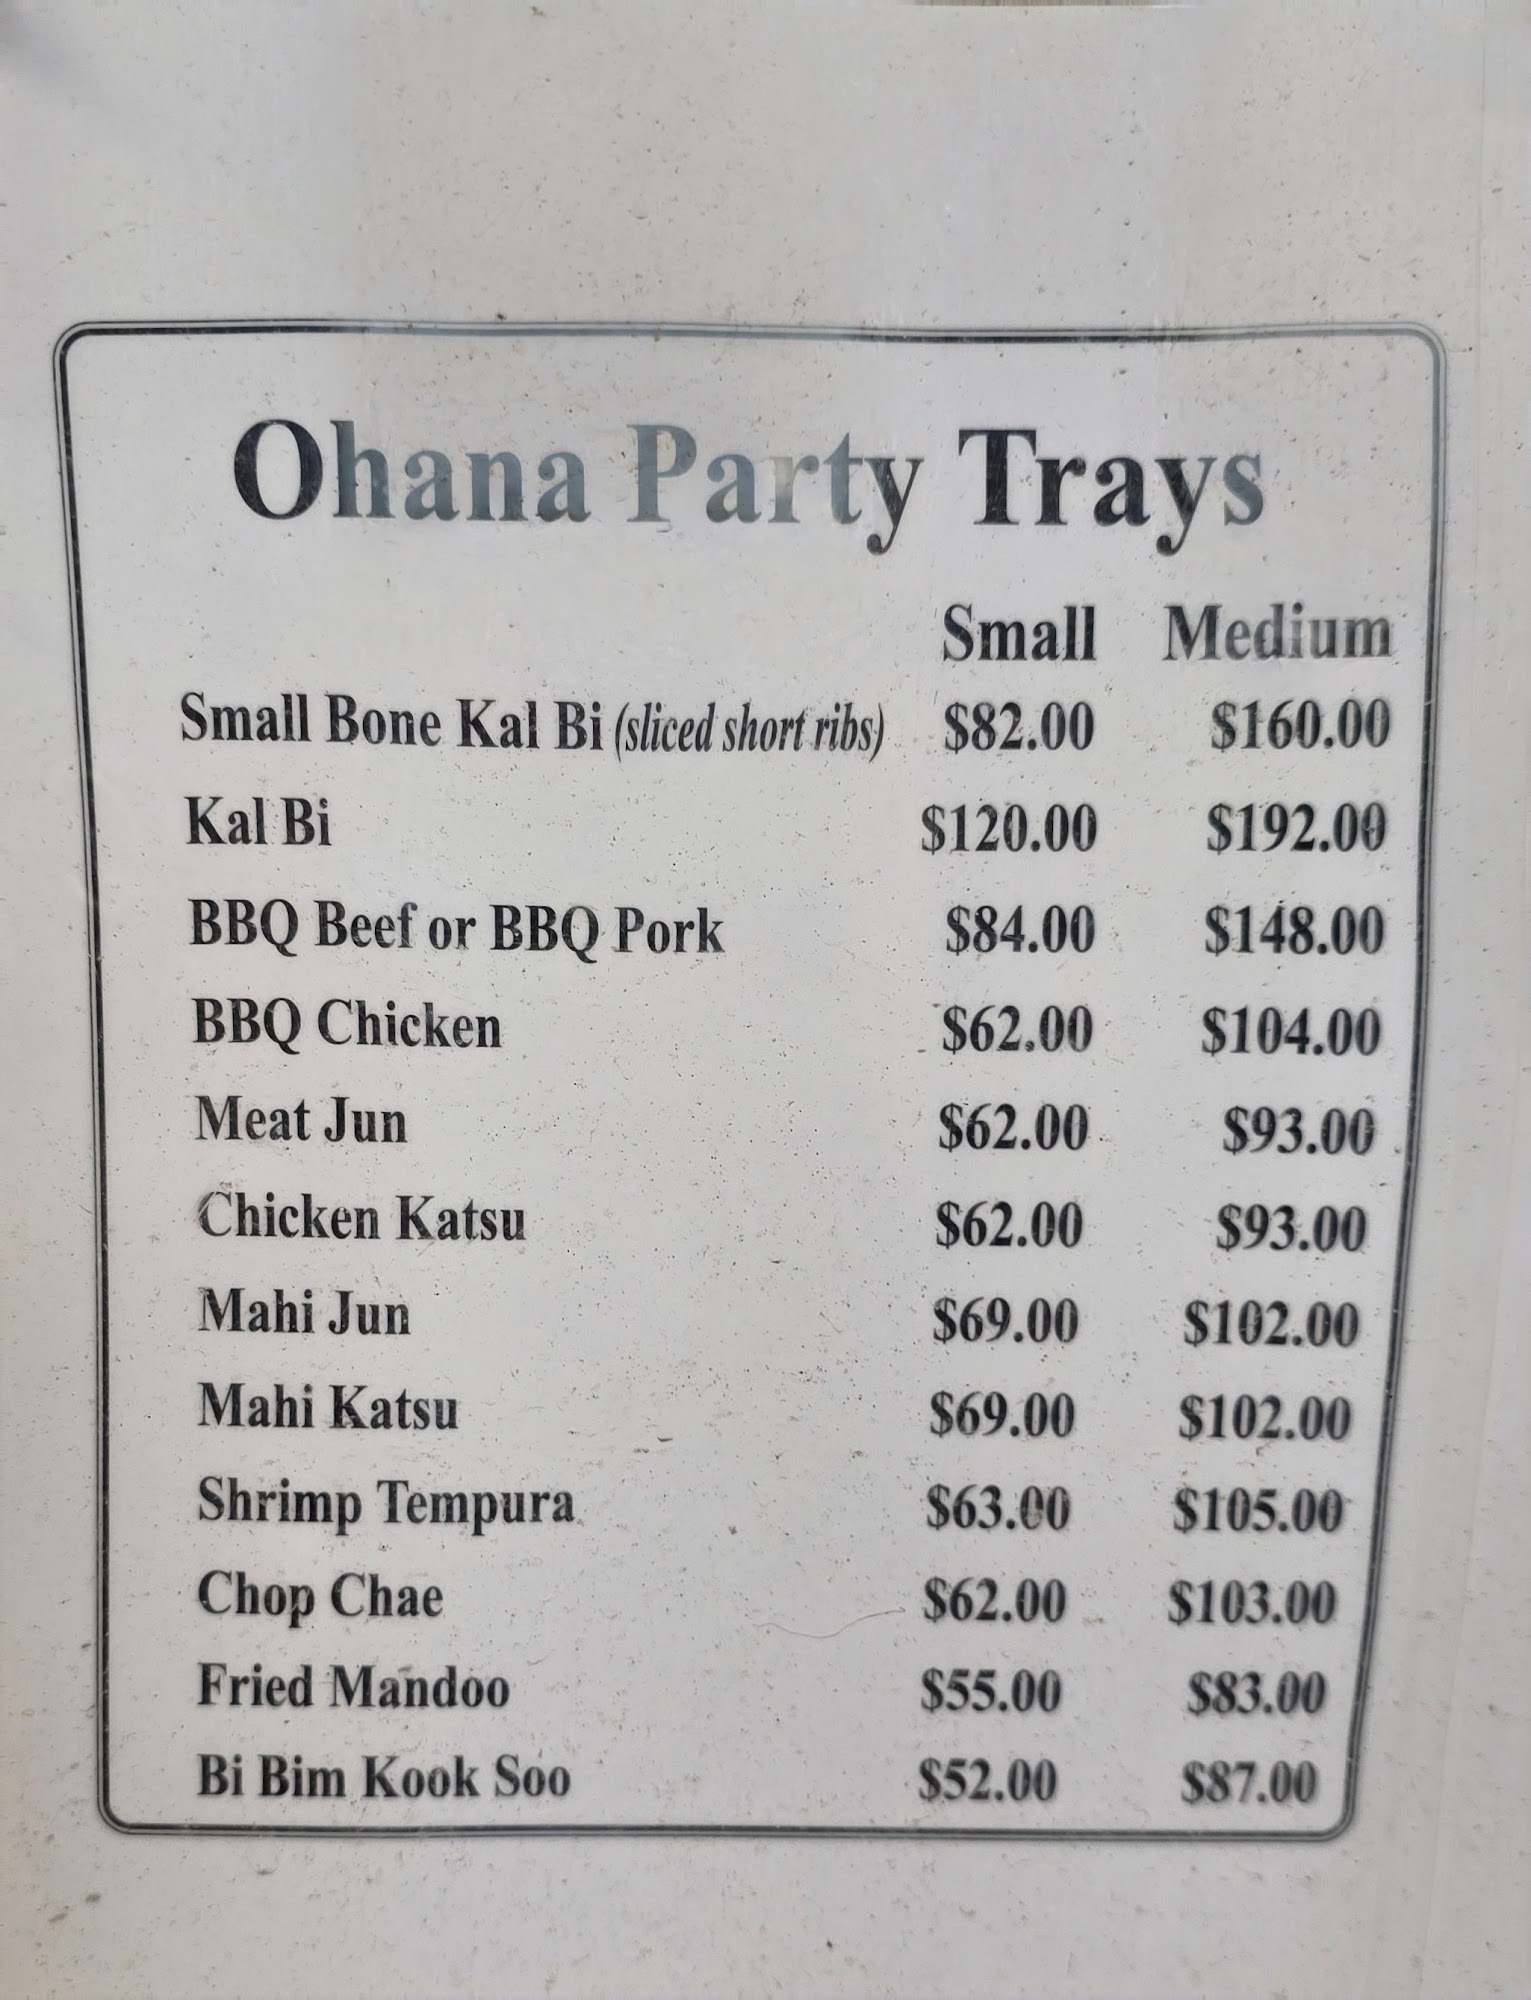 Ohana Party Trays
Small Medium
Small Bone Kal Bi (sliced short ribs) $82.00 $160.00
Kal Bi $120.00 $192.00
BBQ Beef or BBQ Pork $84.00 $148.00
BBQ Chicken $62.00 $104.00
Meat Jun $62.00 $93.00
Chicken Katsu $62.00 $93.00
Mahi Jun $69.00 $102.00
Mahi Katsu $69.00 $102.00
Shrimp Tempura $63.00 $105.00
Chop Chae $62.00 $103.00
Fried Mandoo $55.00 $83.00
Bi Bim Kook Soo $52.00 $87.00